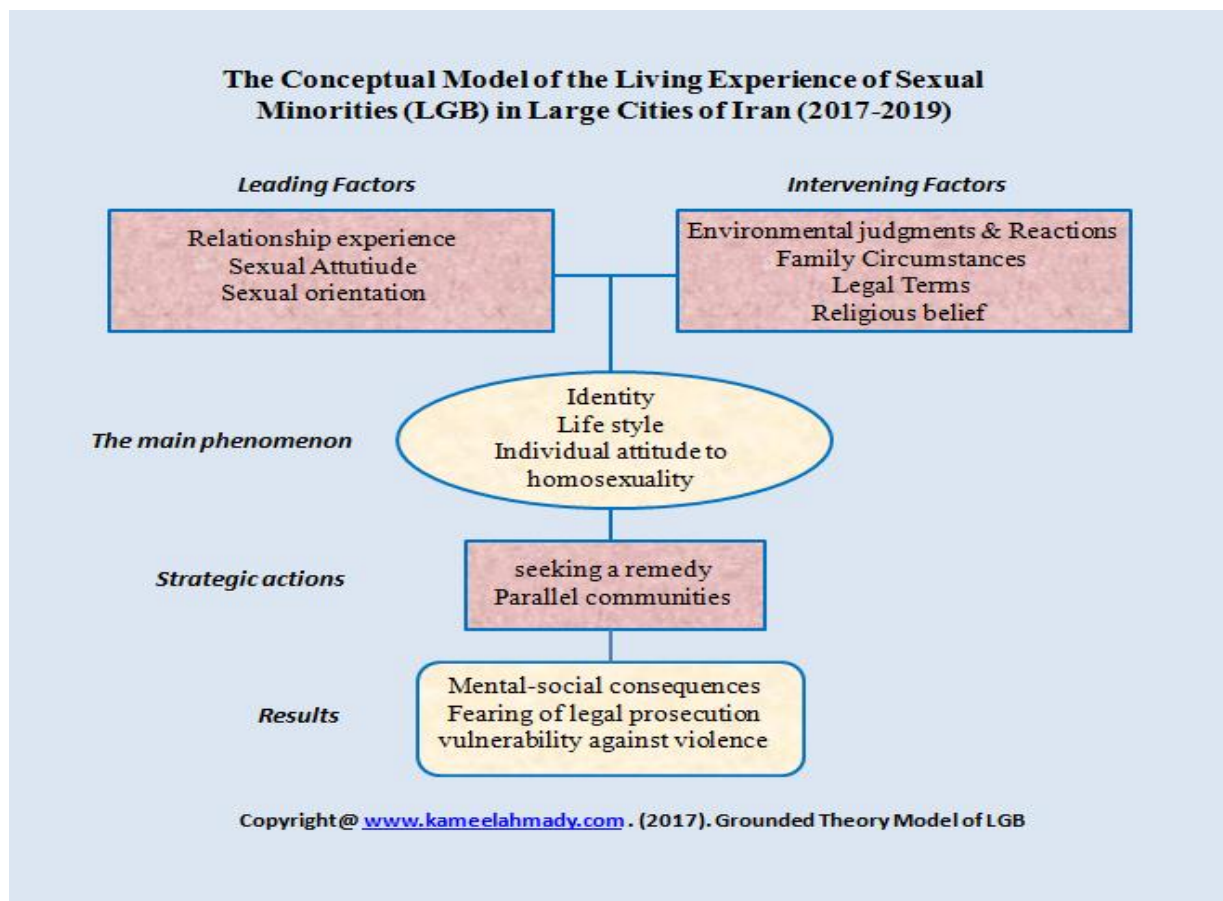 The Conceptual Model of the Living Experience of Sexual
Minorities (LGB) in Large Cities of Iran (2017-2019)
Leading Factors
Relationship experience
Sexual Attutiude
Sexual orientation
Intervening Factors
Environmental judgments & Reactions
Family Circumstances
Legal Terms
Religious belief
The main phenomenon
Identity
Life style
Individual attitude to
homosexuality
Strategic actions
seeking a remedy
Parallel communities
Results
Mental-social consequences
Fearing of legal prosecution
vulnerability against violence
Copyright@ www.kameelahmady.com . (2017). Grounded Theory Model of LGB